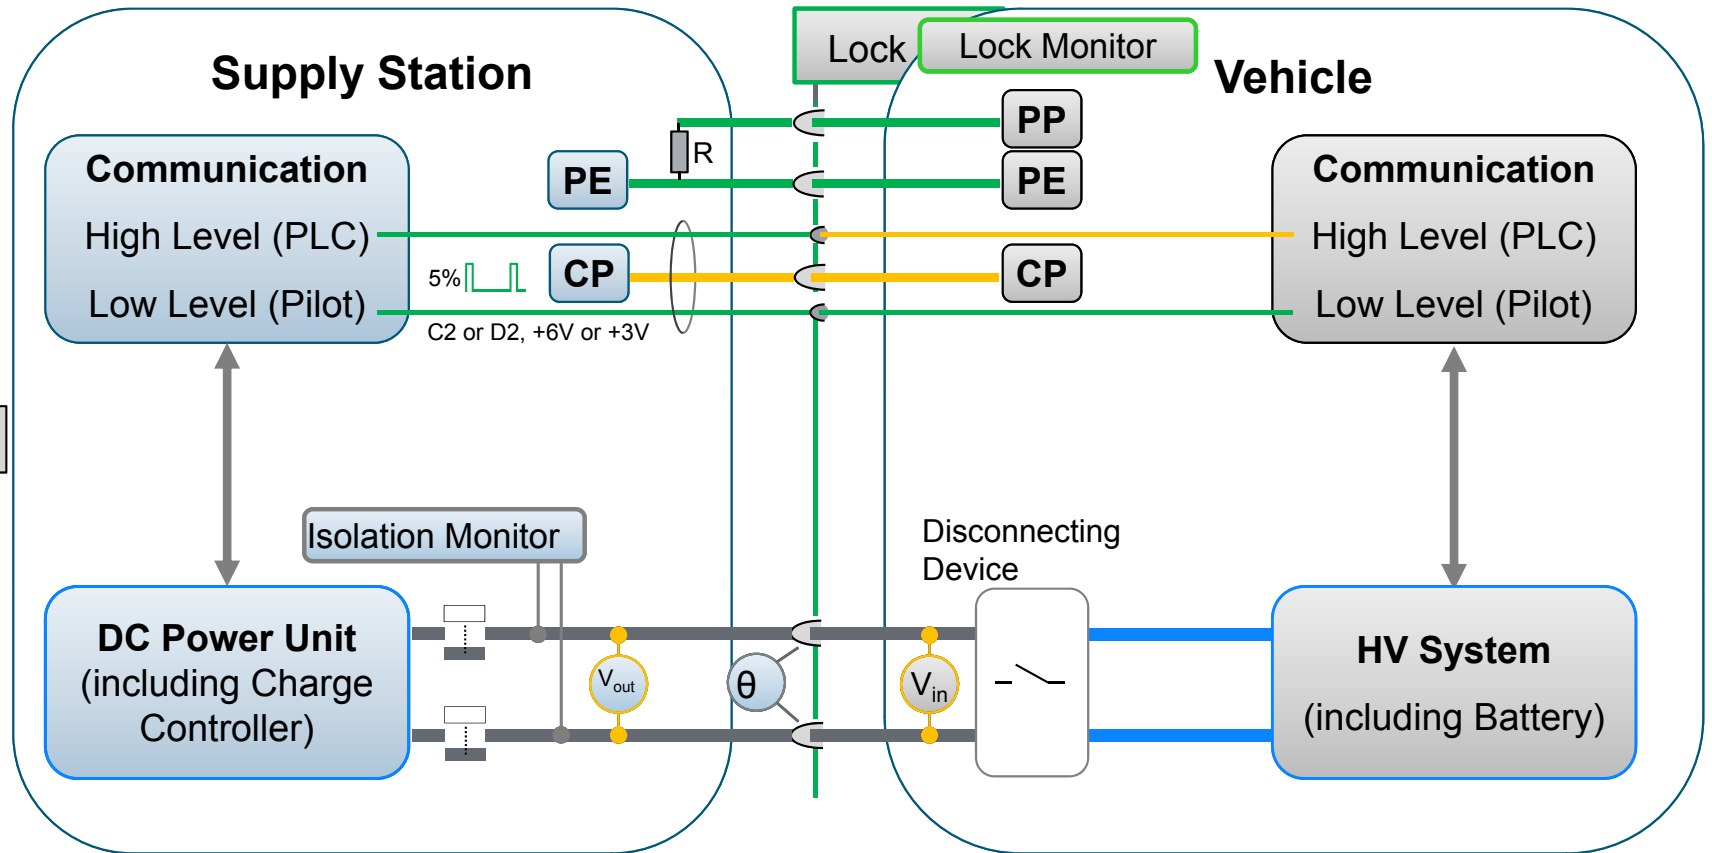 Supply Station
Lock
Lock Monitor
Vehicle
Communication
High Level (PLC)
Low Level (Pilot)
R
PE
CP
5%
C2 or D2, +6V or +3V
PP
PE
CP
Communication
High Level (PLC)
Low Level (Pilot)
Isolation Monitor
DC Power Unit
(including Charge
Controller)
Vout
θ
Vin
Disconnecting
Device
HV System
(including Battery)